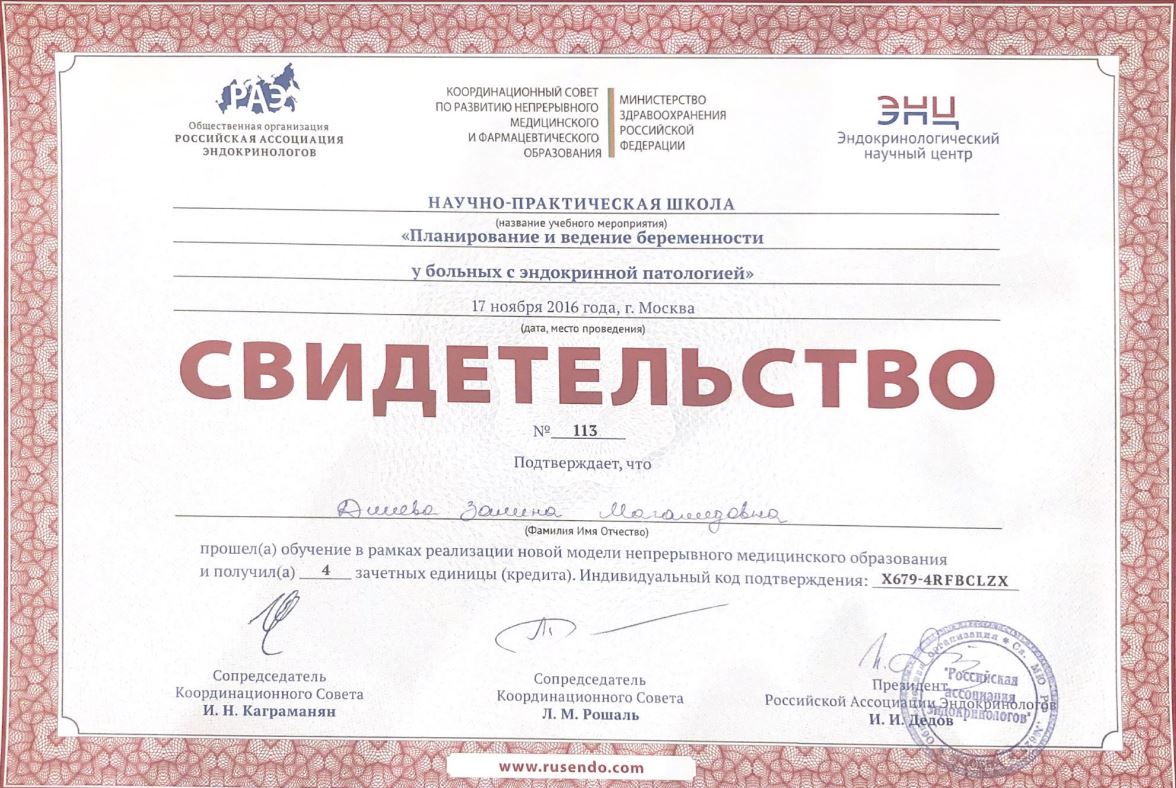 РАЭ
Общественная организация
РОССИЙСКАЯ АССОЦИАЦИЯ
ЭНДОКРИНОЛОГОВ
КООРДИНАЦИОННЫЙ СОВЕТ
ПО РАЗВИТИЮ НЕПРЕРЫВНОГО
МЕДИЦИНСКОГО
И ФАРМАЦЕВТИЧЕСКОГО
ОБРАЗОВАНИЯ
МИНИСТЕРСТВО
ЗДРАВООХРАНЕНИЯ
РОССИЙСКОЙ
ФЕДЕРАЦИИ
ЭНЦ
Эндокринологический
научный центр
НАУЧНО-ПРАКТИЧЕСКАЯ ШКОЛА
(название учебного мероприятия)
«Планирование и ведение беременности
у больных с эндокринной патологией»
17 ноября 2016 года, г. Москва
(дата, место проведения)
СВИДЕТЕЛЬСТВО
№ 113
Подтверждает, что
Залина Магамедовна
(Фамилия Имя Отчество)
прошел(а) обучение в рамках реализации новой модели непрерывного медицинского образования
и получил(а) 4 зачетных единицы (кредита). Индивидуальный код подтверждения: X679-4RFBCLZX
Сопредседатель
Координационного Совета
И. Н. Каграманян
Сопредседатель
Координационного Совета
Л. М. Рошаль
Президент
Российской Ассоциации Эндокринологов
И. И. Дедов
"Российская
ассоциация
эндокринологов"
www.rusendo.com